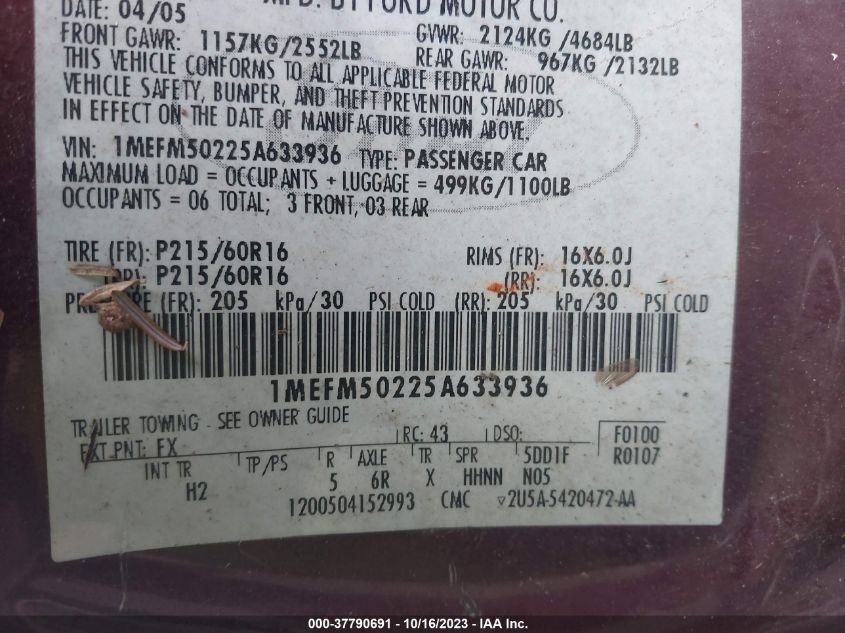 DATE: 04/05
MFD. BY FORD MOTOR CO.
FRONT GAWR: 1157KG/2552LB
GVWR: 2124KG /4684LB
REAR GAWR: 967KG /2132LB
THIS VEHICLE CONFORMS TO ALL APPLICABLE FEDERAL MOTOR
VEHICLE SAFETY, BUMPER, AND THEFT PREVENTION STANDARDS
IN EFFECT ON THE DATE OF MANUFACTURE SHOWN ABOVE.
VIN: 1MEFM50225A633936 TYPE: PASSENGER CAR
MAXIMUM LOAD = OCCUPANTS + LUGGAGE = 499KG/1100LB
OCCUPANTS = 06 TOTAL; 3 FRONT, 03 REAR
TIRE (FR): P215/60R16 RIMS (FR): 16X6.0J
P215/60R16 (RR): 16X6.0J
(FR): 205 kPa/30 PSI COLD (RR): 205 kPa/30 PSI COLD
1MEFM50225A633936
TRAILER TOWING - SEE OWNER GUIDE
EXT PNT: FX RC: 43 DSO: F0100
R0107
INT TR TP/PS R AXLE TR SPR 5DD1F
H2 5 6R X HHNN N05
1200504152993 CMC ▽2U5A-5420472-AA
000-37790691 - 10/16/2023 - IAA Inc.